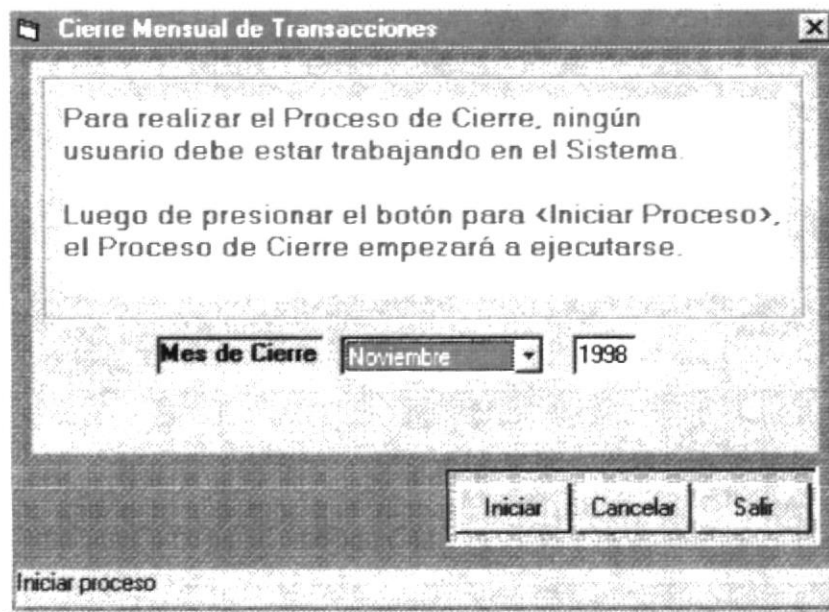 Cierre Mensual de Transacciones
Para realizar el Proceso de Cierre, ningún
usuario debe estar trabajando en el Sistema.
Luego de presionar el botón para <Iniciar Proceso>,
el Proceso de Cierre empezará a ejecutarse.
Mes de Cierre Noviembre 1998
Iniciar Cancelar Salir
Iniciar proceso